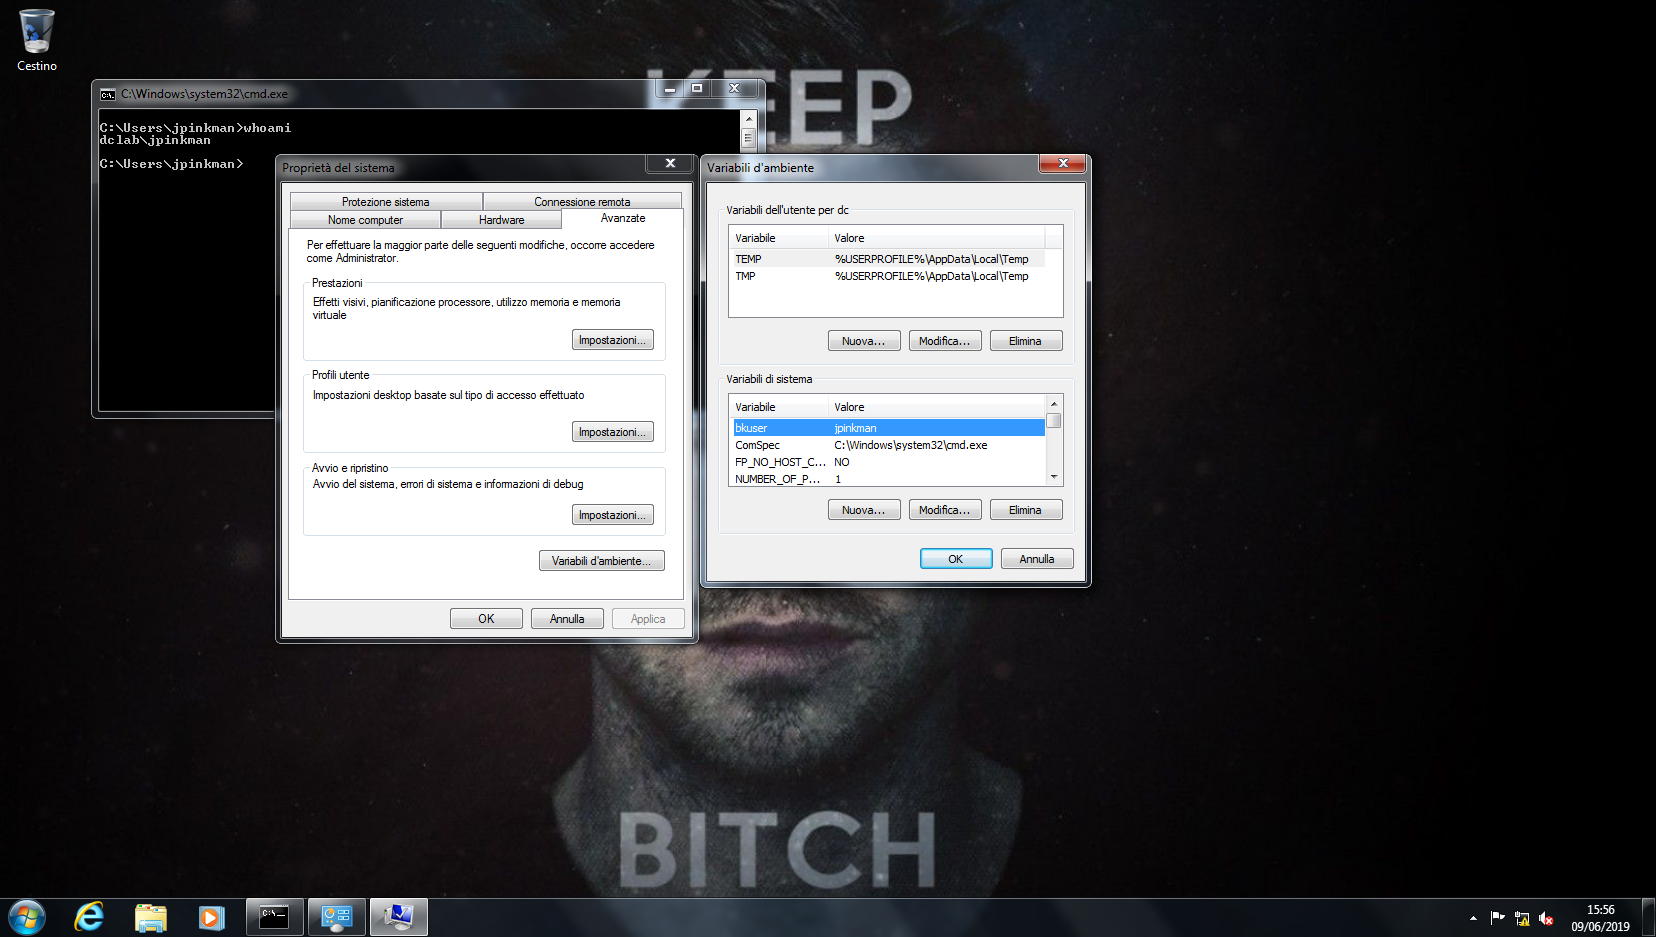 Cestino
KEEP
C:\Windows\system32\cmd.exe
C:\Users\jpinkman>whoami
dclab\jpinkman
C:\Users\jpinkman>
Proprietà del sistema
Protezione sistema
Connessione remota
Nome computer
Hardware
Avanzate
Per effettuare la maggior parte delle seguenti modifiche, occorre accedere
come Administrator.
Prestazioni
Effetti visivi, pianificazione processore, utilizzo memoria e memoria
virtuale
Impostazioni...
Profili utente
Impostazioni desktop basate sul tipo di accesso effettuato
Impostazioni...
Avvio e ripristino
Avvio del sistema, errori di sistema e informazioni di debug
Impostazioni...
Variabili d'ambiente...
OK
Annulla
Applica
Variabili d'ambiente
Variabili dell'utente per dc
Variabile Valore
TEMP %USERPROFILE%\AppData\Local\Temp
TMP %USERPROFILE%\AppData\Local\Temp
Nuova...
Modifica...
Elimina
Variabili di sistema
Variabile Valore
bkuser jpinkman
ComSpec C:\Windows\system32\cmd.exe
FP_NO_HOST_C... NO
NUMBER_OF_P... 1
Nuova...
Modifica...
Elimina
OK
Annulla
BITCH
15:56
09/06/2019